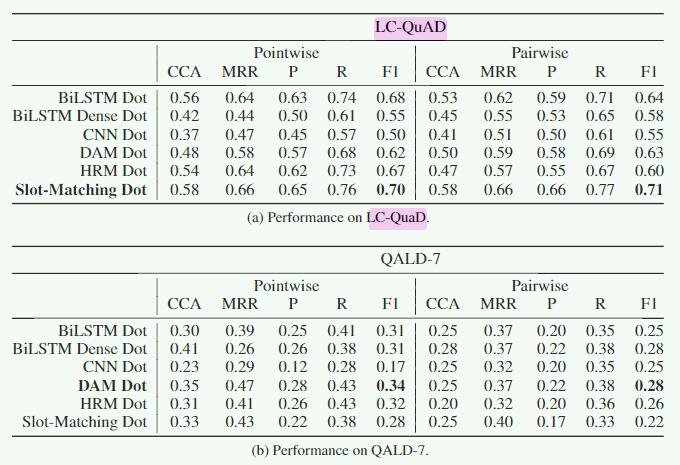 LC-QuAD
Pointwise Pairwise
CCA MRR P R F1 CCA MRR P R F1
BiLSTM Dot 0.56 0.64 0.63 0.74 0.68 0.53 0.62 0.59 0.71 0.64
BiLSTM Dense Dot 0.42 0.44 0.50 0.61 0.55 0.45 0.55 0.53 0.65 0.58
CNN Dot 0.37 0.47 0.45 0.57 0.50 0.41 0.51 0.50 0.61 0.55
DAM Dot 0.48 0.58 0.57 0.68 0.62 0.50 0.59 0.58 0.69 0.63
HRM Dot 0.54 0.64 0.62 0.73 0.67 0.47 0.57 0.55 0.67 0.60
Slot-Matching Dot 0.58 0.66 0.65 0.76 0.70 0.58 0.66 0.66 0.77 0.71
(a) Performance on LC-QuaD.
QALD-7
Pointwise Pairwise
CCA MRR P R F1 CCA MRR P R F1
BiLSTM Dot 0.30 0.39 0.25 0.41 0.31 0.25 0.37 0.20 0.35 0.25
BiLSTM Dense Dot 0.41 0.26 0.26 0.38 0.31 0.28 0.37 0.22 0.38 0.28
CNN Dot 0.23 0.29 0.12 0.28 0.17 0.25 0.32 0.20 0.35 0.25
DAM Dot 0.35 0.47 0.28 0.43 0.34 0.25 0.37 0.22 0.38 0.28
HRM Dot 0.31 0.41 0.26 0.43 0.32 0.20 0.32 0.20 0.36 0.26
Slot-Matching Dot 0.33 0.43 0.22 0.38 0.28 0.25 0.40 0.17 0.33 0.22
(b) Performance on QALD-7.